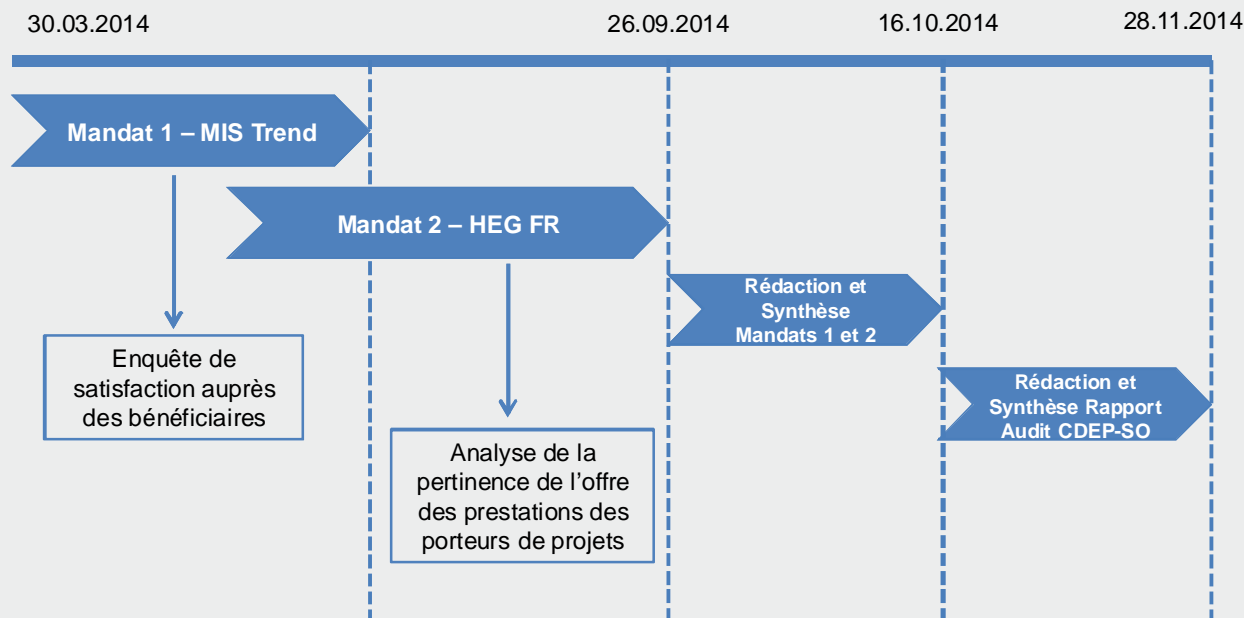 30.03.2014
26.09.2014
16.10.2014
28.11.2014
Mandat 1 – MIS Trend
Mandat 2 – HEG FR
Rédaction et
Synthèse
Mandats 1 et 2
Enquête de
satisfaction auprès
des bénéficiaires
Rédaction et
Synthèse Rapport
Audit CDEP-SO
Analyse de la
pertinence de l’offre
des prestations des
porteurs de projets